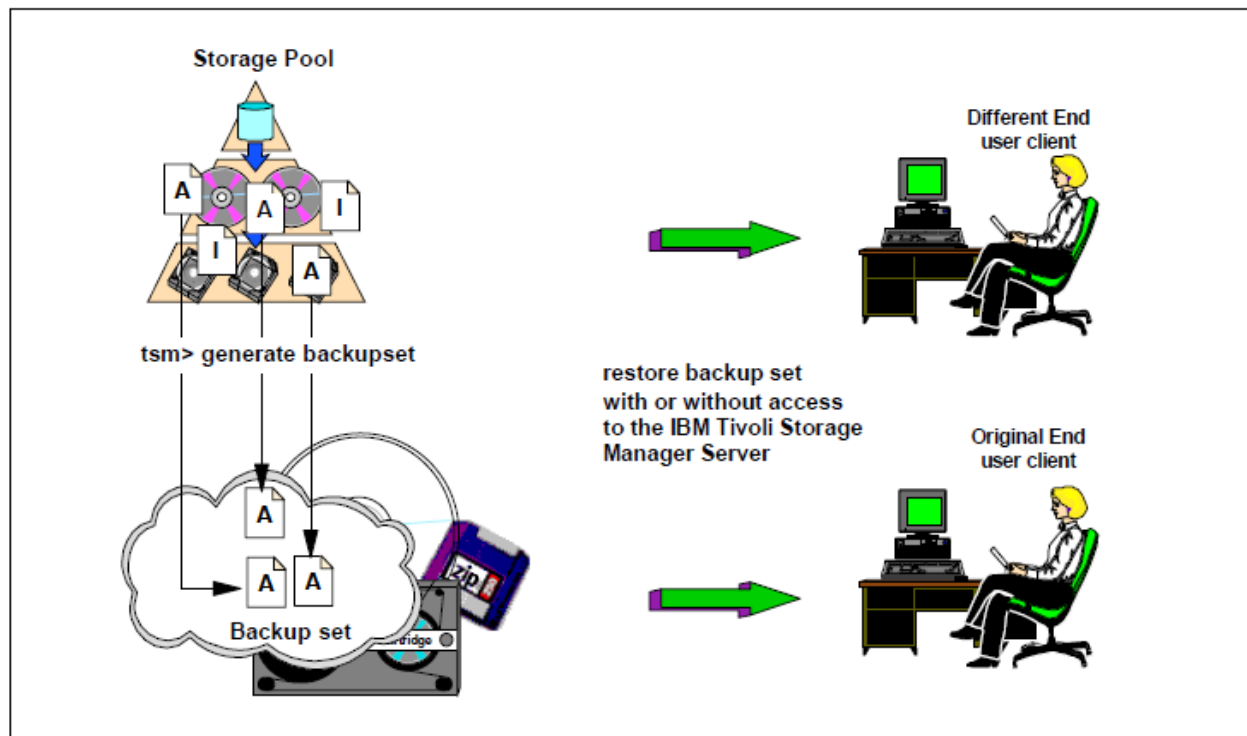 Storage Pool
A
A
I
I
A
tsm> generate backupset
A
A
A
Backup set
zip
Different End
user client
restore backup set
with or without access
to the IBM Tivoli Storage
Manager Server
Original End
user client